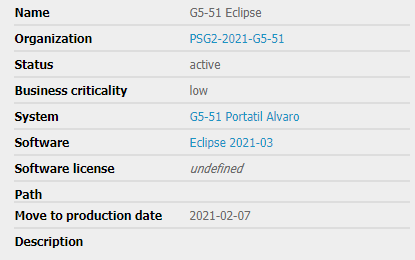 Name G5-51 Eclipse
Organization PSG2-2021-G5-51
Status active
Business criticality low
System G5-51 Portatil Alvaro
Software Eclipse 2021-03
Software license undefined
Path
Move to production date 2021-02-07
Description